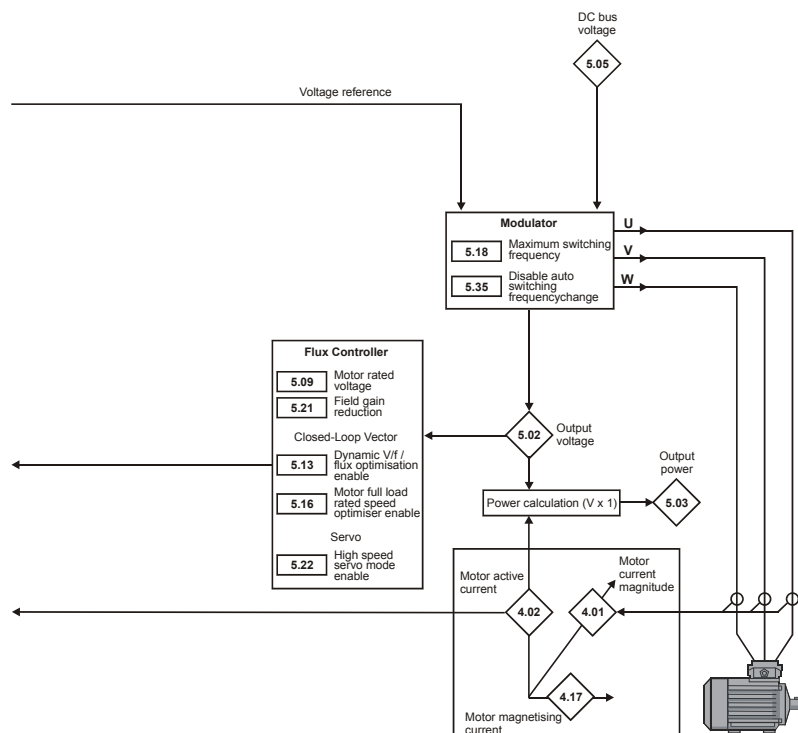 DC bus
voltage
5.05
Voltage reference
Modulator
5.18
Maximum switching
frequency
5.35
Disable auto
switching
frequencychange
U
V
W
Flux Controller
5.09
Motor rated
voltage
5.21
Field gain
reduction
Closed-Loop Vector
5.13
Dynamic V/f /
flux optimisation
enable
5.16
Motor full load
rated speed
optimiser enable
Servo
5.22
High speed
servo mode
enable
5.02
Output
voltage
Output
power
Power calculation (V x 1)
5.03
Motor active
current
4.02
Motor
current
magnitude
4.01
4.17
Motor magnetising
current